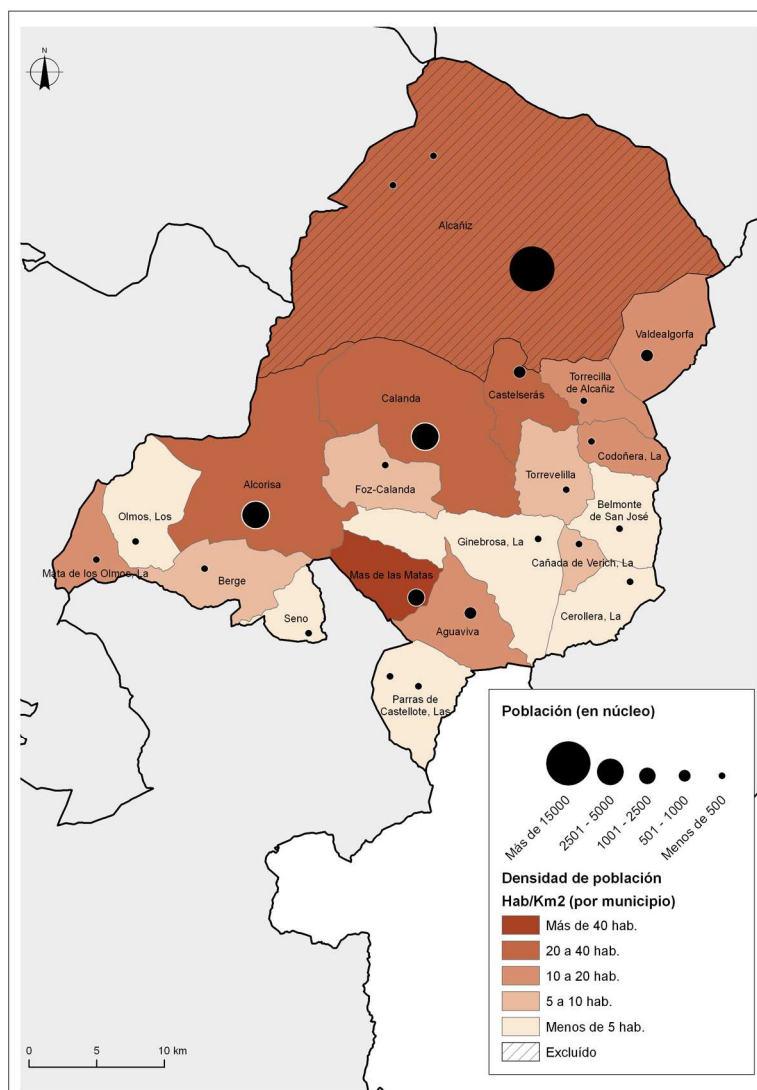 N
Alcañiz
Valdealgorfa
Torrecilla
de Alcañiz
Calanda
Castelserás
Codoñera, La
Alcorisa
Foz-Calanda
Torrevelilla
Belmonte
de San José
Olmos, Los
Ginebrosa, La
Cañada de Verich, La
Mata de los Olmos, La
Berge
Mas de las Matas
Seno
Aguaviva
Cerollera, La
Parras de
Castellote, Las
Población (en núcleo)
Más de 15000
2501 - 5000
1001 - 2500
501 - 1000
Menos de 500
Densidad de población
Hab/Km2 (por municipio)
Más de 40 hab.
20 a 40 hab.
10 a 20 hab.
5 a 10 hab.
Menos de 5 hab.
Excluído
0 5 10 km